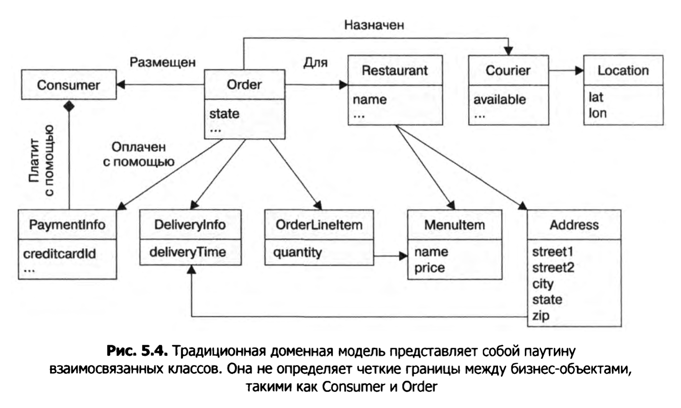 Назначен
Размещен
Для
Consumer
Order
state
...
Restaurant
name
...
Courier
available
...
Location
lat
lon
Платит
с помощью
Оплачен
с помощью
PaymentInfo
creditcardId
...
DeliveryInfo
deliveryTime
OrderLineItem
quantity
MenuItem
name
price
Address
street1
street2
city
state
zip
Рис. 5.4. Традиционная доменная модель представляет собой паутину
взаимосвязанных классов. Она не определяет четкие границы между бизнес-объектами,
такими как Consumer и Order